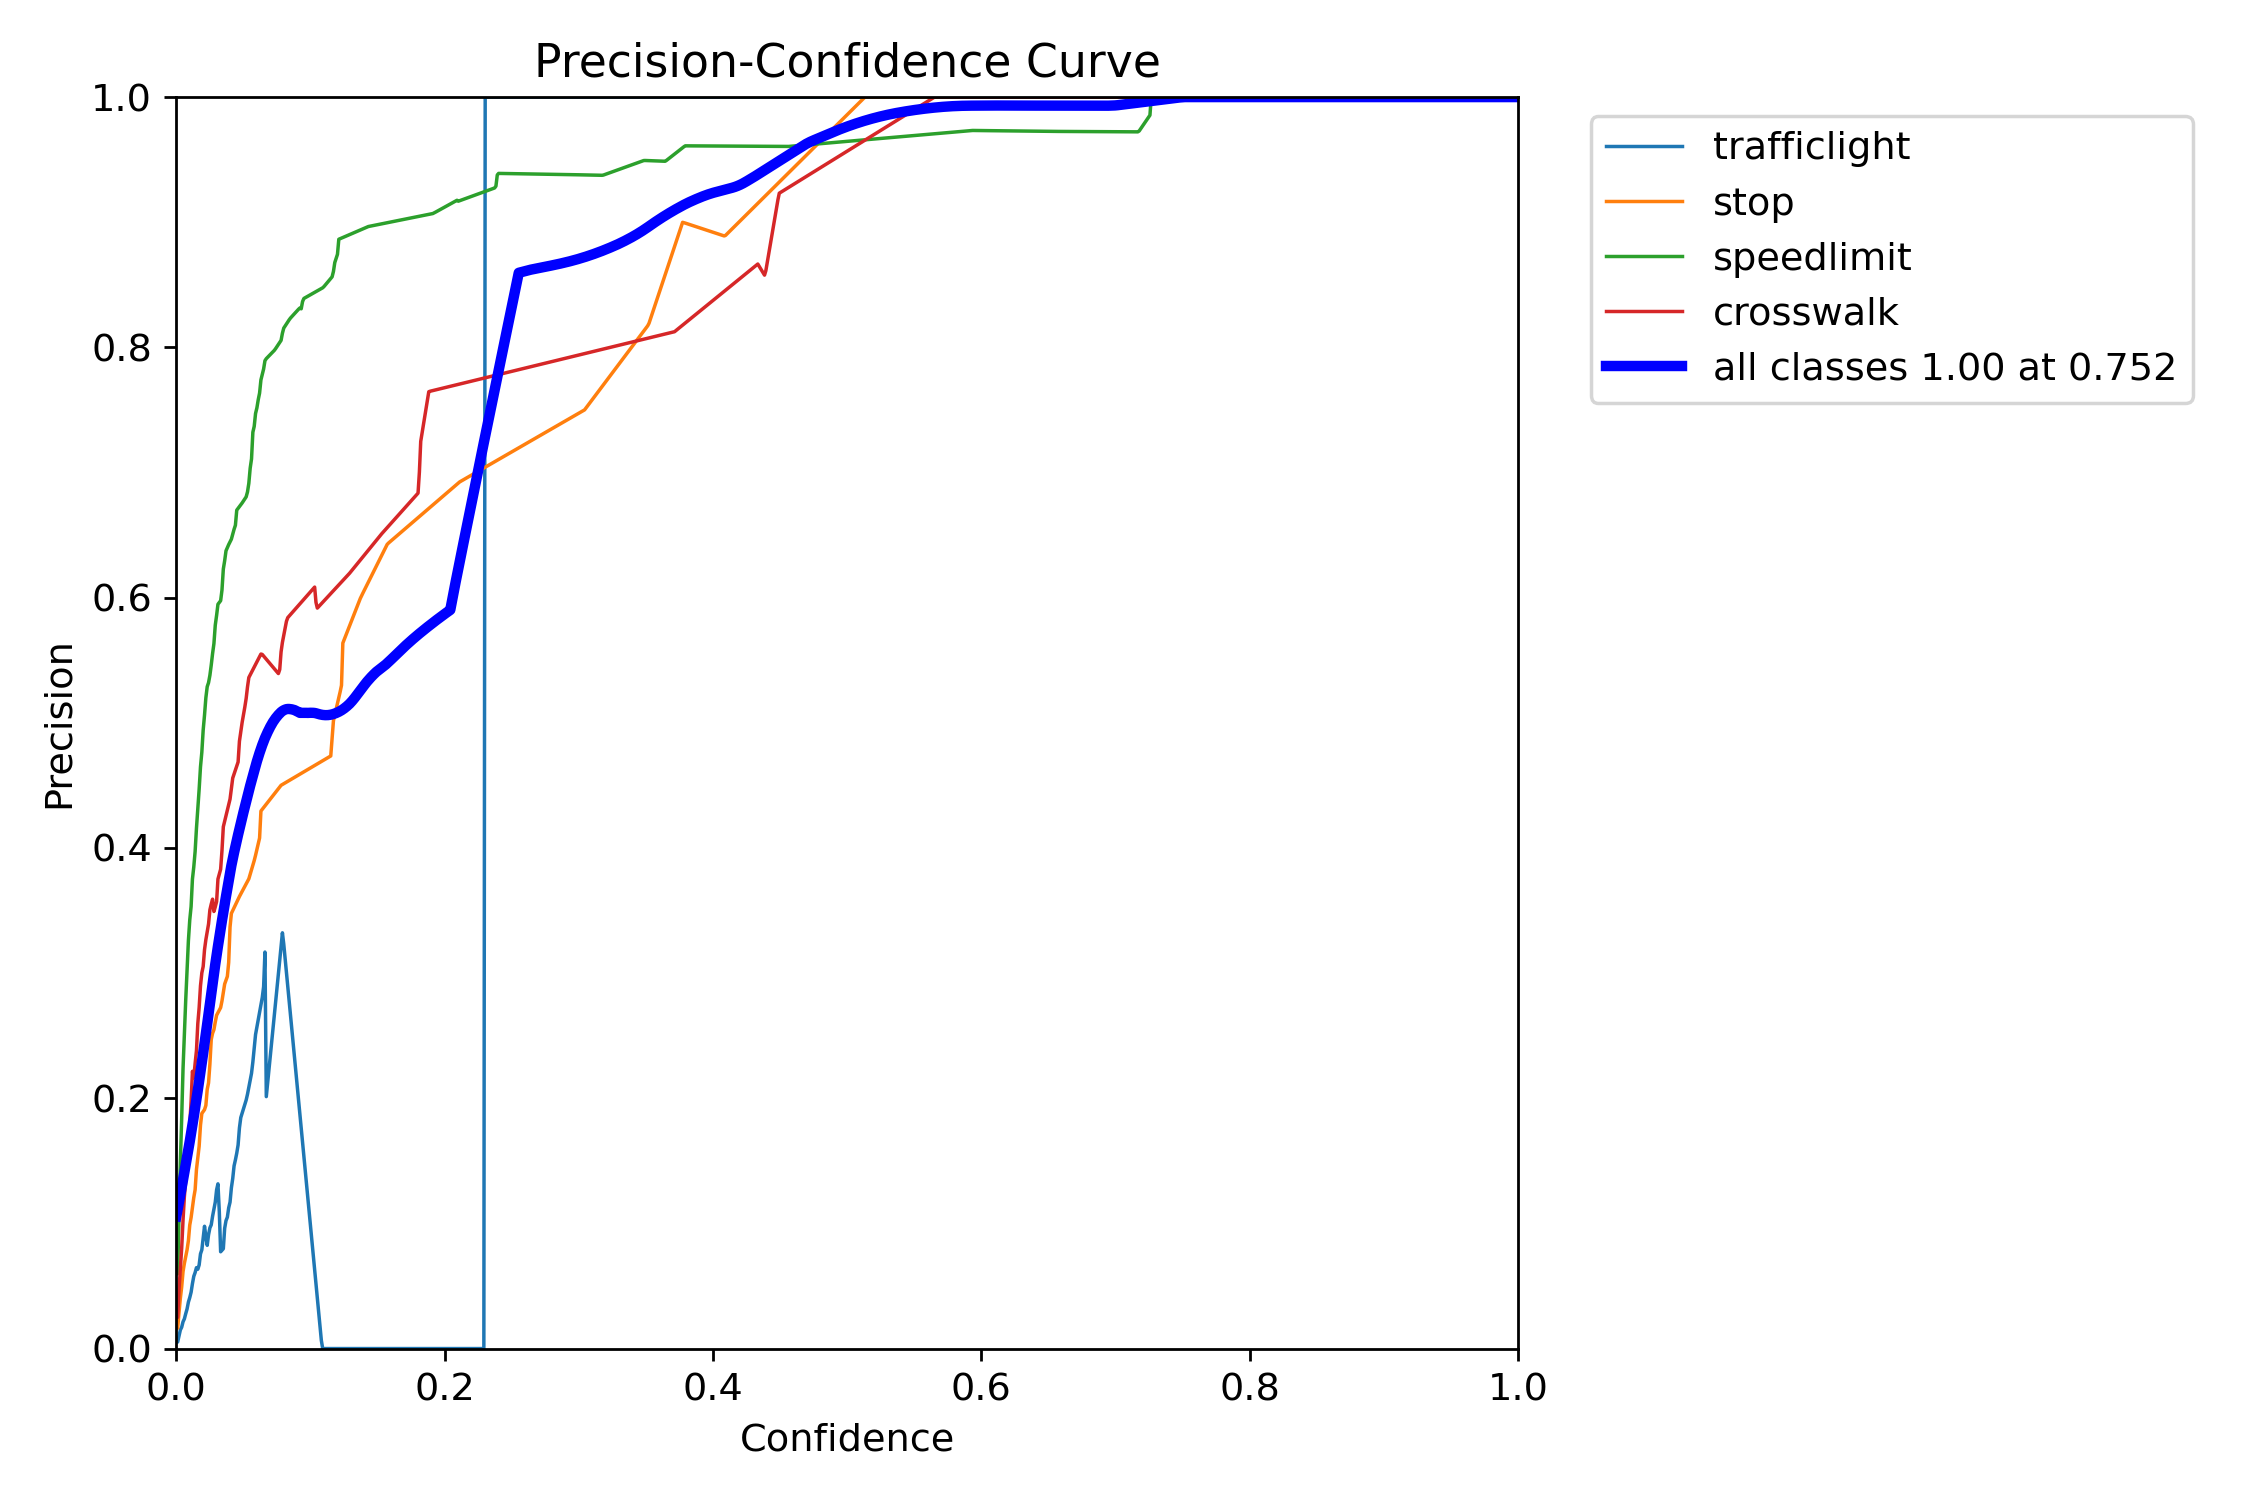 Precision-Confidence Curve
1.0
0.8
0.6
0.4
0.2
0.0
Precision
0.0 0.2 0.4 0.6 0.8 1.0
Confidence
trafficlight
stop
speedlimit
crosswalk
all classes 1.00 at 0.752